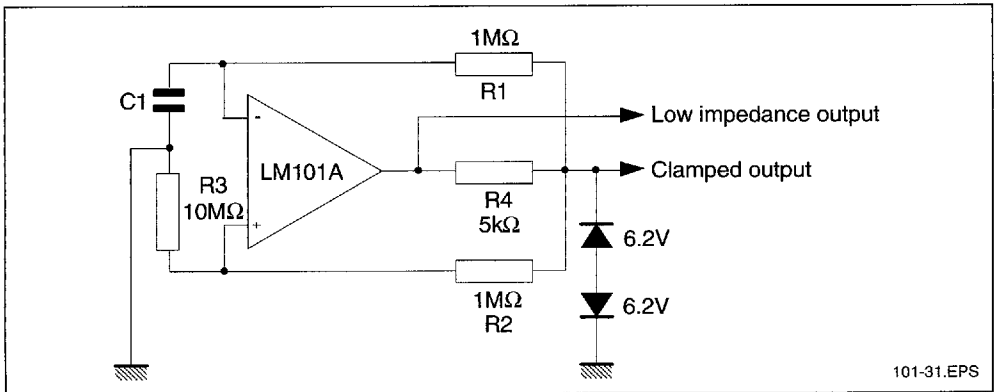 1MΩ
R1
C1
Low impedance output
-
LM101A
Clamped output
R3
10MΩ
R4
5kΩ
+
6.2V
1MΩ
R2
6.2V
101-31.EPS